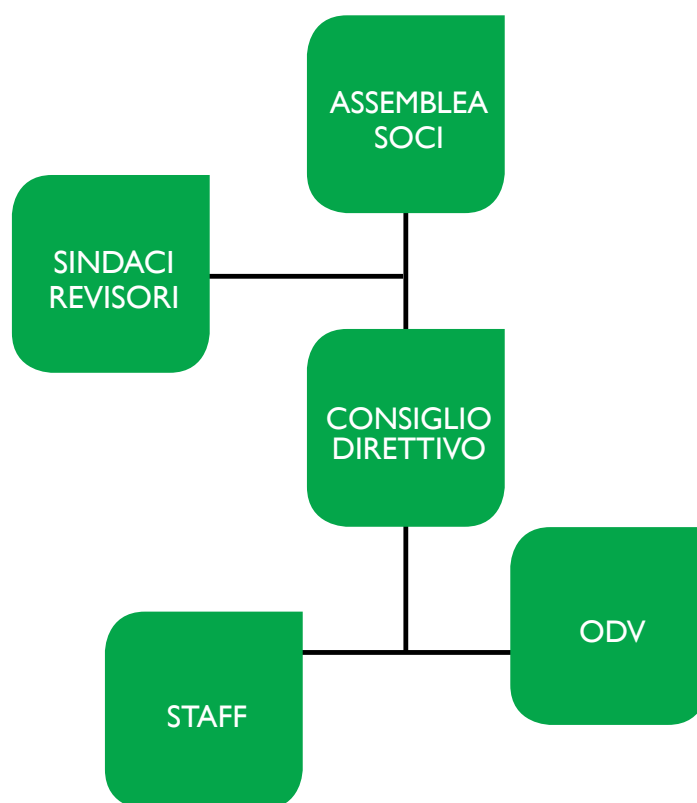 ASSEMBLEA
SOCI
SINDACI
REVISORI
CONSIGLIO
DIRETTIVO
ODV
STAFF